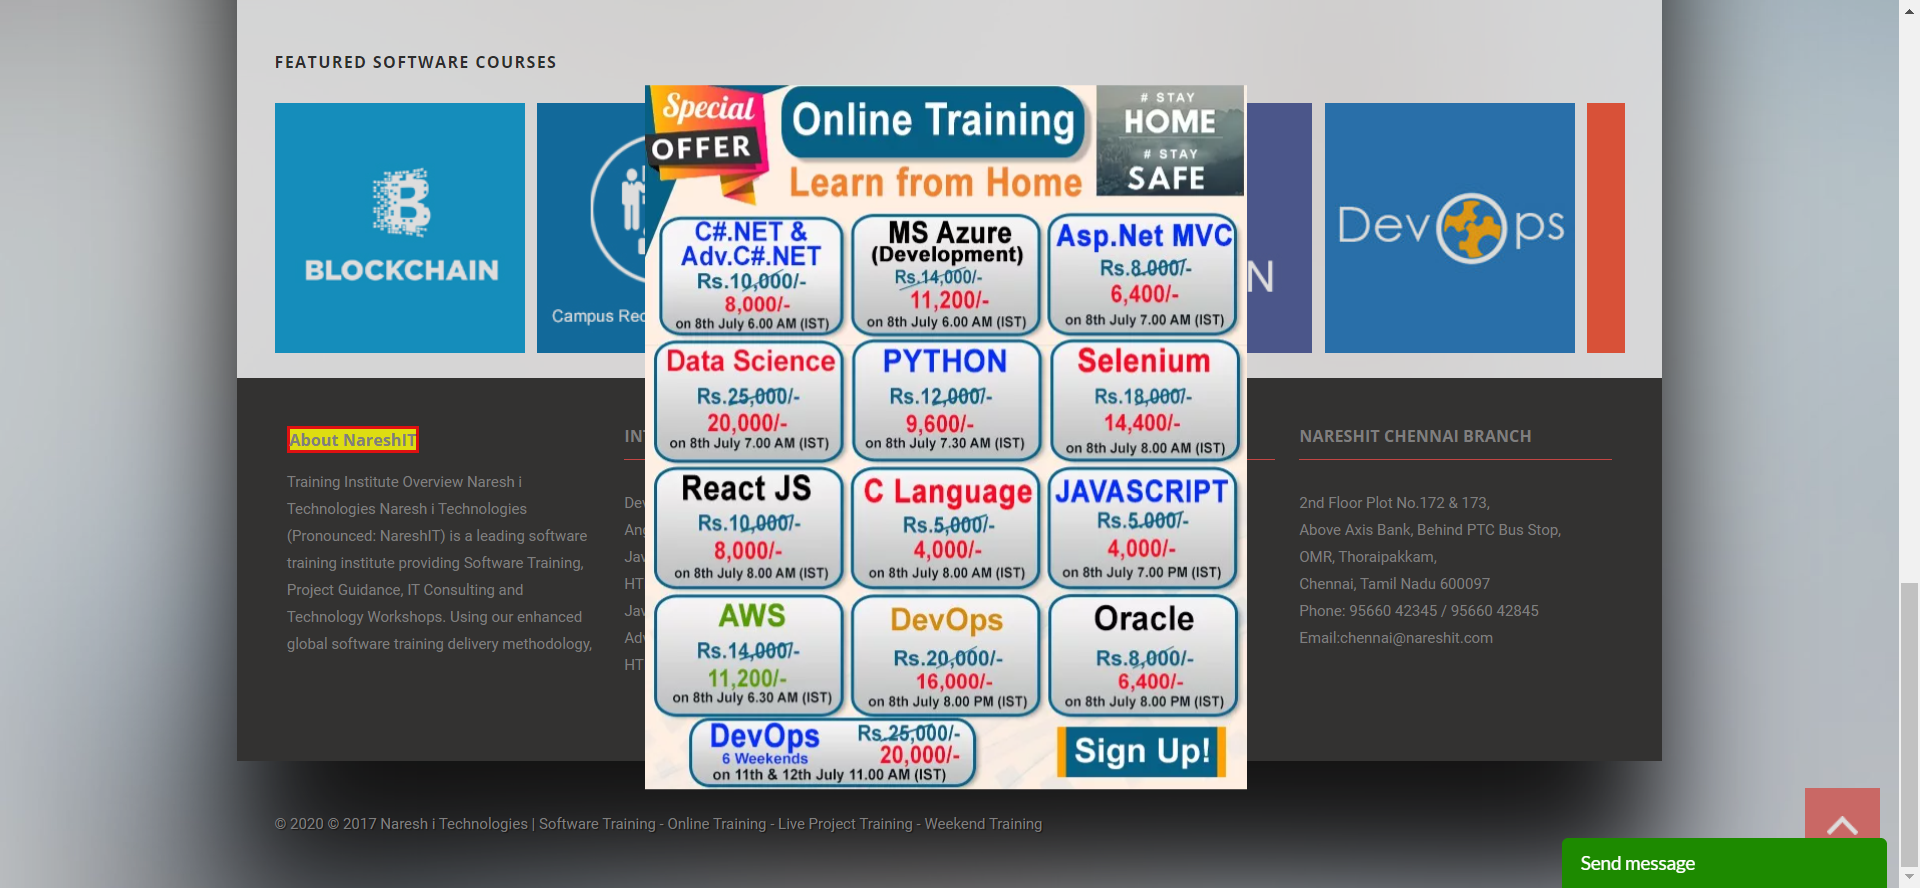 FEATURED SOFTWARE COURSES
BLOCKCHAIN
Campus Rec
N
DevOps
Special
OFFER
Online Training
Learn from Home
# STAY
HOME
# STAY
SAFE
C#.NET &
Adv.C#.NET
Rs.10,000/-
8,000/-
on 8th July 6.00 AM (IST)
MS Azure
(Development)
Rs.14,000/-
11,200/-
on 8th July 6.00 AM (IST)
Asp.Net MVC
Rs.8.000/-
6,400/-
on 8th July 7.00 AM (IST)
Data Science
Rs.25,000/-
20,000/-
on 8th July 7.00 AM (IST)
PYTHON
Rs.12,000/-
9,600/-
on 8th July 7.30 AM (IST)
Selenium
Rs.18,000/-
14,400/-
on 8th July 8.00 AM (IST)
React JS
Rs.10,000/-
8,000/-
on 8th July 8.00 AM (IST)
C Language
Rs.5,000/-
4,000/-
on 8th July 8.00 AM (IST)
JAVASCRIPT
Rs.5.000/-
4,000/-
on 8th July 7.00 PM (IST)
AWS
Rs.14,000/-
11,200/-
on 8th July 6.30 AM (IST)
DevOps
Rs.20,000/-
16,000/-
on 8th July 8.00 PM (IST)
Oracle
Rs.8,000/-
6,400/-
on 8th July 8.00 PM (IST)
DevOps
6 Weekends
Rs.25,000/-
20,000/-
on 11th & 12th July 11.00 AM (IST)
Sign Up!
About NareshIT
Training Institute Overview Naresh i
Technologies Naresh i Technologies
(Pronounced: NareshIT) is a leading software
training institute providing Software Training,
Project Guidance, IT Consulting and
Technology Workshops. Using our enhanced
global software training delivery methodology,
IN
Dev
Ang
Jav
HT
Jav
Adv
HT
NARESHIT CHENNAI BRANCH
2nd Floor Plot No.172 & 173,
Above Axis Bank, Behind PTC Bus Stop,
OMR, Thoraipakkam,
Chennai, Tamil Nadu 600097
Phone: 95660 42345 / 95660 42845
Email:chennai@nareshit.com
© 2020 © 2017 Naresh i Technologies | Software Training - Online Training - Live Project Training - Weekend Training
Send message